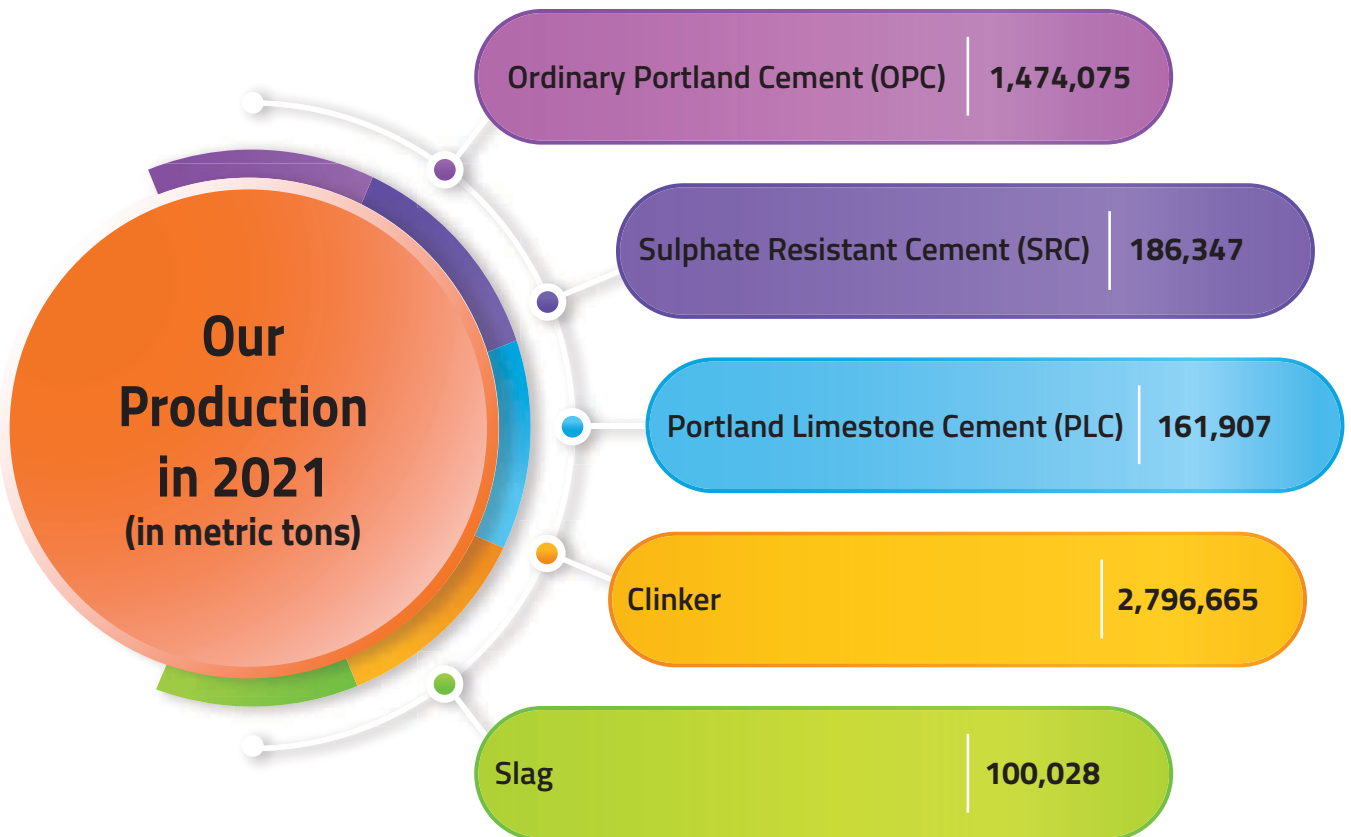 Our
Production
in 2021
(in metric tons)
Ordinary Portland Cement (OPC) 1,474,075
Sulphate Resistant Cement (SRC) 186,347
Portland Limestone Cement (PLC) 161,907
Clinker 2,796,665
Slag 100,028